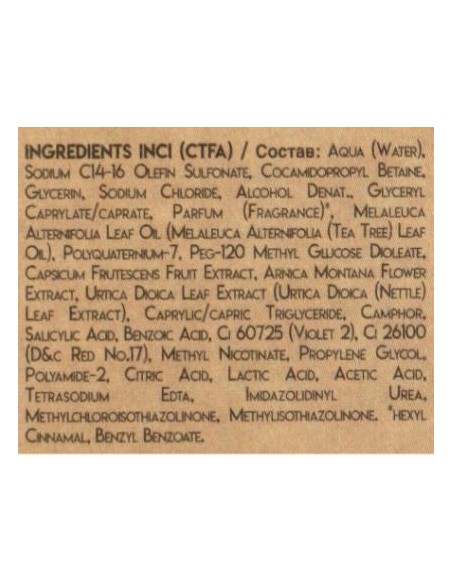 INGREDIENTS INCI (CTFA) / Состав: Aqua (Water),
Sodium C14-16 Olefin Sulfonate, Cocamidopropyl Betaine,
Glycerin, Sodium Chloride, Alcohol Denat., Glyceryl
Caprylate/caprate, Parfum (Fragrance)*, Melaleuca
Alternifolia Leaf Oil (Melaleuca Alternifolia (Tea Tree) Leaf
Oil), Polyquaternium-7, Peg-120 Methyl Glucose Dioleate,
Capsicum Frutescens Fruit Extract, Arnica Montana Flower
Extract, Urtica Dioica Leaf Extract (Urtica Dioica (Nettle)
Leaf Extract), Caprylic/capric Triglyceride, Camphor,
Salicylic Acid, Benzoic Acid, Ci 60725 (Violet 2), Ci 26100
(D&c Red No.17), Methyl Nicotinate, Propylene Glycol,
Polyamide-2, Citric Acid, Lactic Acid, Acetic Acid,
Tetrasodium Edta, Imidazolidinyl Urea,
Methylchloroisothiazolinone, Methylisothiazolinone. *hexyl
Cinnamal, Benzyl Benzoate.